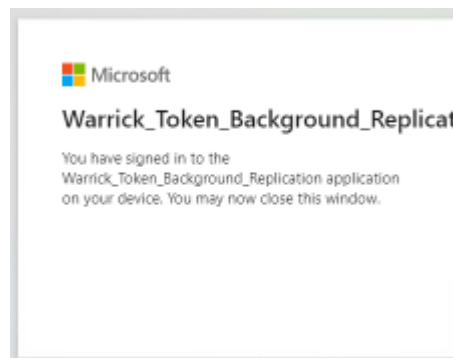 Microsoft
Warrick_Token_Background_Replicat
You have signed in to the
Warrick_Token_Background_Replication application
on your device. You may now close this window.